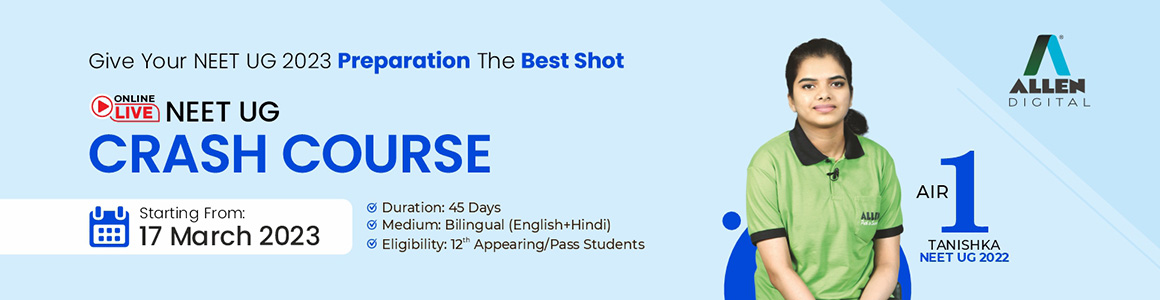 Give Your NEET UG 2023 Preparation The Best Shot
ONLINE
LIVE NEET UG
CRASH COURSE
Starting From:
17 March 2023
Duration: 45 Days
Medium: Bilingual (English+Hindi)
Eligibility: 12th Appearing/Pass Students
ALLEN
AIR 1
TANISHKA
NEET UG 2022
ALLEN
DIGITAL